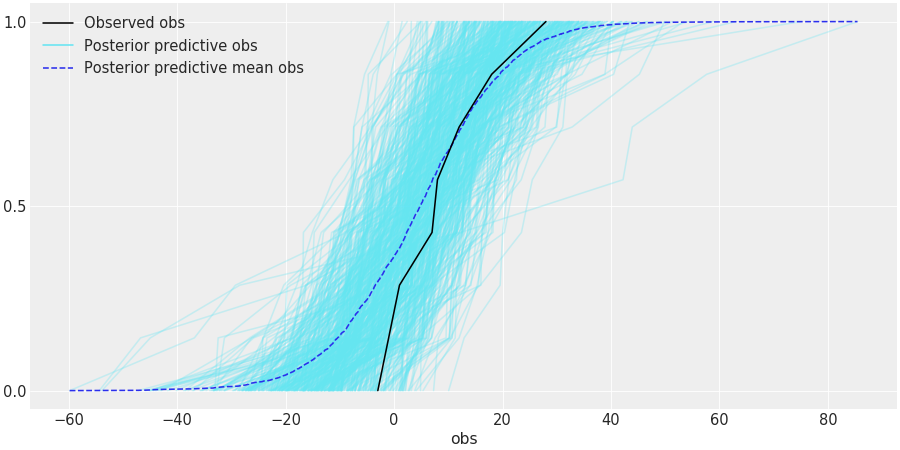 Observed obs
Posterior predictive obs
Posterior predictive mean obs
1.0
0.5
0.0
−60 −40 −20 0 20 40 60 80
obs